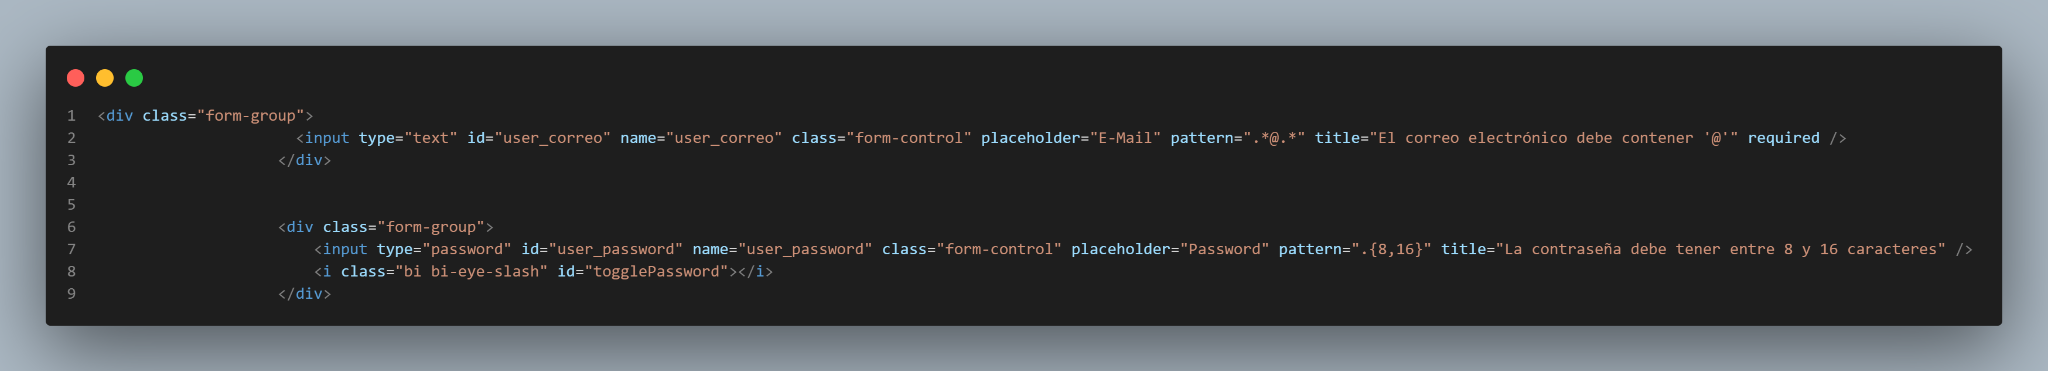 1 <div class="form-group">
2 <input type="text" id="user_correo" name="user_correo" class="form-control" placeholder="E-Mail" pattern=".*@.*" title="El correo electrónico debe contener '@'" required />
3 </div>
4
5
6 <div class="form-group">
7 <input type="password" id="user_password" name="user_password" class="form-control" placeholder="Password" pattern=".{8,16}" title="La contraseña debe tener entre 8 y 16 caracteres" />
8 <i class="bi bi-eye-slash" id="togglePassword"></i>
9 </div>